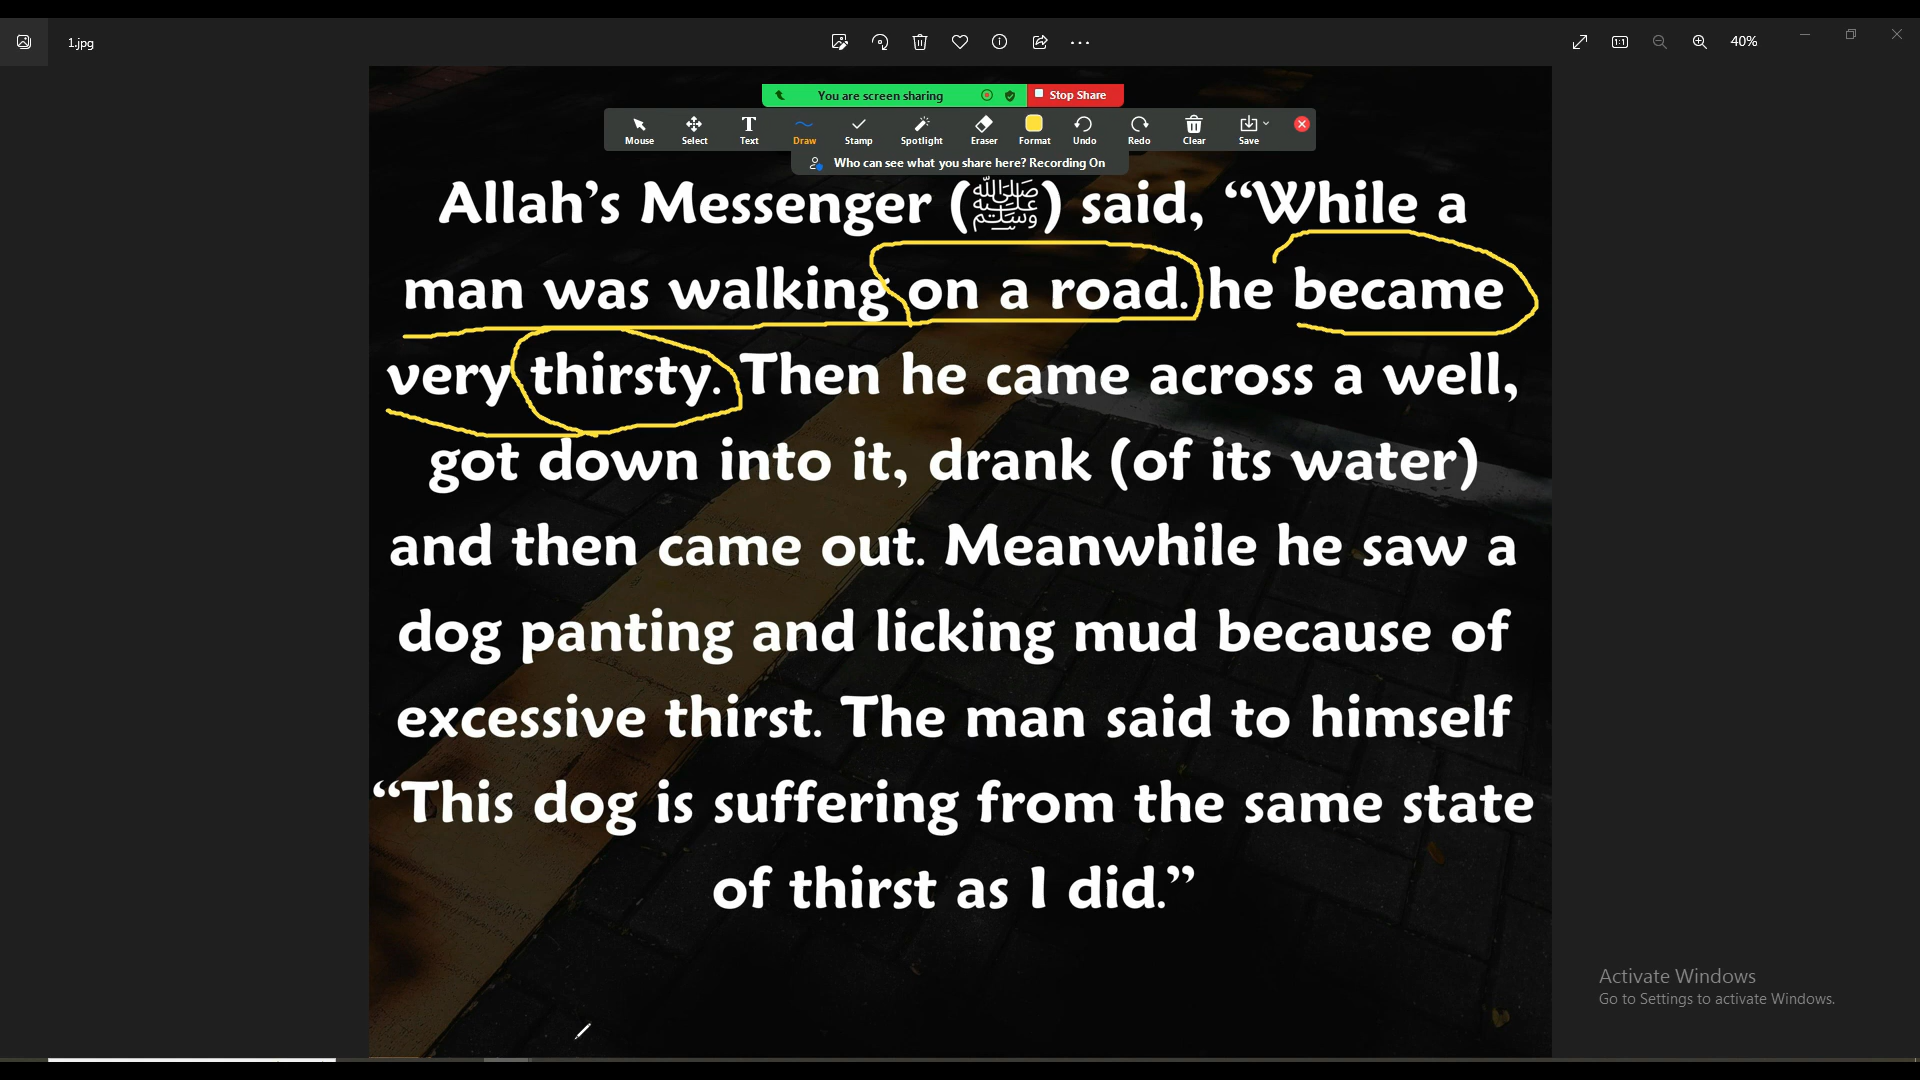 1.jpg
40%
You are screen sharing
Stop Share
Mouse Select Text Draw Stamp Spotlight Eraser Format Undo Redo Clear Save
Who can see what you share here? Recording On
Allah’s Messenger (ﷺ) said, “While a
man was walking on a road. he became
very thirsty. Then he came across a well,
got down into it, drank (of its water)
and then came out. Meanwhile he saw a
dog panting and licking mud because of
excessive thirst. The man said to himself
“This dog is suffering from the same state
of thirst as I did.”
Activate Windows
Go to Settings to activate Windows.